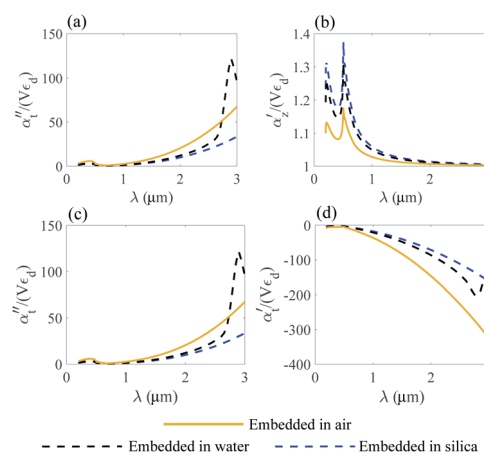 (a)
150
100
50
0
0 1 2 3
α″t/(Vϵd)
λ (μm)
(b)
1.4
1.3
1.2
1.1
1
0 1 2
α′z/(Vϵd)
λ (μm)
(c)
150
100
50
0
0 1 2 3
α″t/(Vϵd)
λ (μm)
(d)
0
-100
-200
-300
-400
0 2
α′t/(Vϵd)
λ (μm)
Embedded in air
Embedded in water Embedded in silica